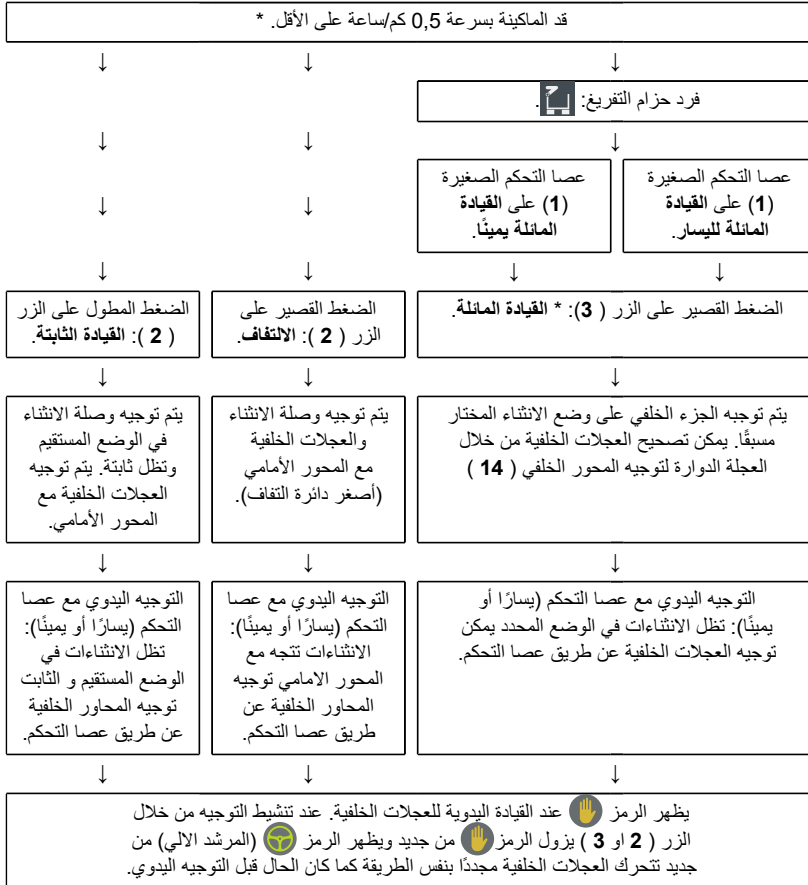 قد الماكينة بسرعة 0,5 كم/ساعة على الأقل. *
↓ ↓ ↓
فرد حزام التفريغ: .
↓ ↓ ↓
عصا التحكم الصغيرة
(1) على القيادة
المائلة لليسار.
عصا التحكم الصغيرة
(1) على القيادة
المائلة يمينًا.
↓ ↓
↓ ↓ ↓ ↓
الضغط القصير على الزر ( 3): * القيادة المائلة.
الضغط القصير على
الزر ( 2 ): الالتفاف.
الضغط المطول على الزر
( 2 ): القيادة الثابتة.
↓ ↓ ↓
يتم توجبه الجزء الخلفي على وضع الانثناء المختار
مسبقًا. يمكن تصحيح العجلات الخلفية من خلال
العجلة الدوارة لتوجيه المحور الخلفي ( 14 )
يتم توجيه وصلة الانثناء
والعجلات الخلفية
مع المحور الأمامي
(أصغر دائرة التفاف).
يتم توجيه وصلة الانثناء
في الوضع المستقيم
وتظل ثابتة. يتم توجيه
العجلات الخلفية مع
المحور الأمامي.
↓ ↓ ↓
التوجيه اليدوي مع عصا التحكم (يسارًا أو
يمينًا): تظل الانثناءات في الوضع المحدد يمكن
توجيه العجلات الخلفية عن طريق عصا التحكم.
التوجيه اليدوي مع عصا
التحكم (يسارًا أو يمينًا):
الانثناءات تتجه مع
المحور الامامي توجيه
المحاور الخلفية عن
طريق عصا التحكم.
التوجيه اليدوي مع عصا
التحكم (يسارًا أو يمينًا):
تظل الانثناءات في
الوضع المستقيم و الثابت
توجيه المحاور الخلفية
عن طريق عصا التحكم.
↓ ↓ ↓
يظهر الرمز عند القيادة اليدوية للعجلات الخلفية. عند تنشيط التوجيه من خلال
الزر ( 2 او 3 ) يزول الرمز من جديد ويظهر الرمز (المرشد الالي) من
جديد تتحرك العجلات الخلفية مجددًا بنفس الطريقة كما كان الحال قبل التوجيه اليدوي.